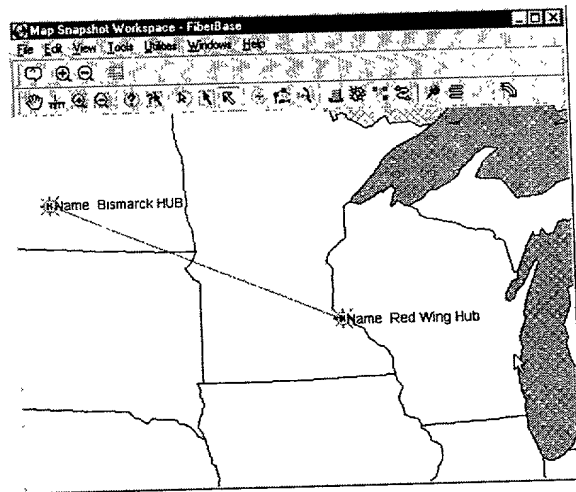 Map Snapshot Workspace - FiberBase
File Edit View Tools Utilities Windows Help
Name Bismarck HUB
Name Red Wing Hub